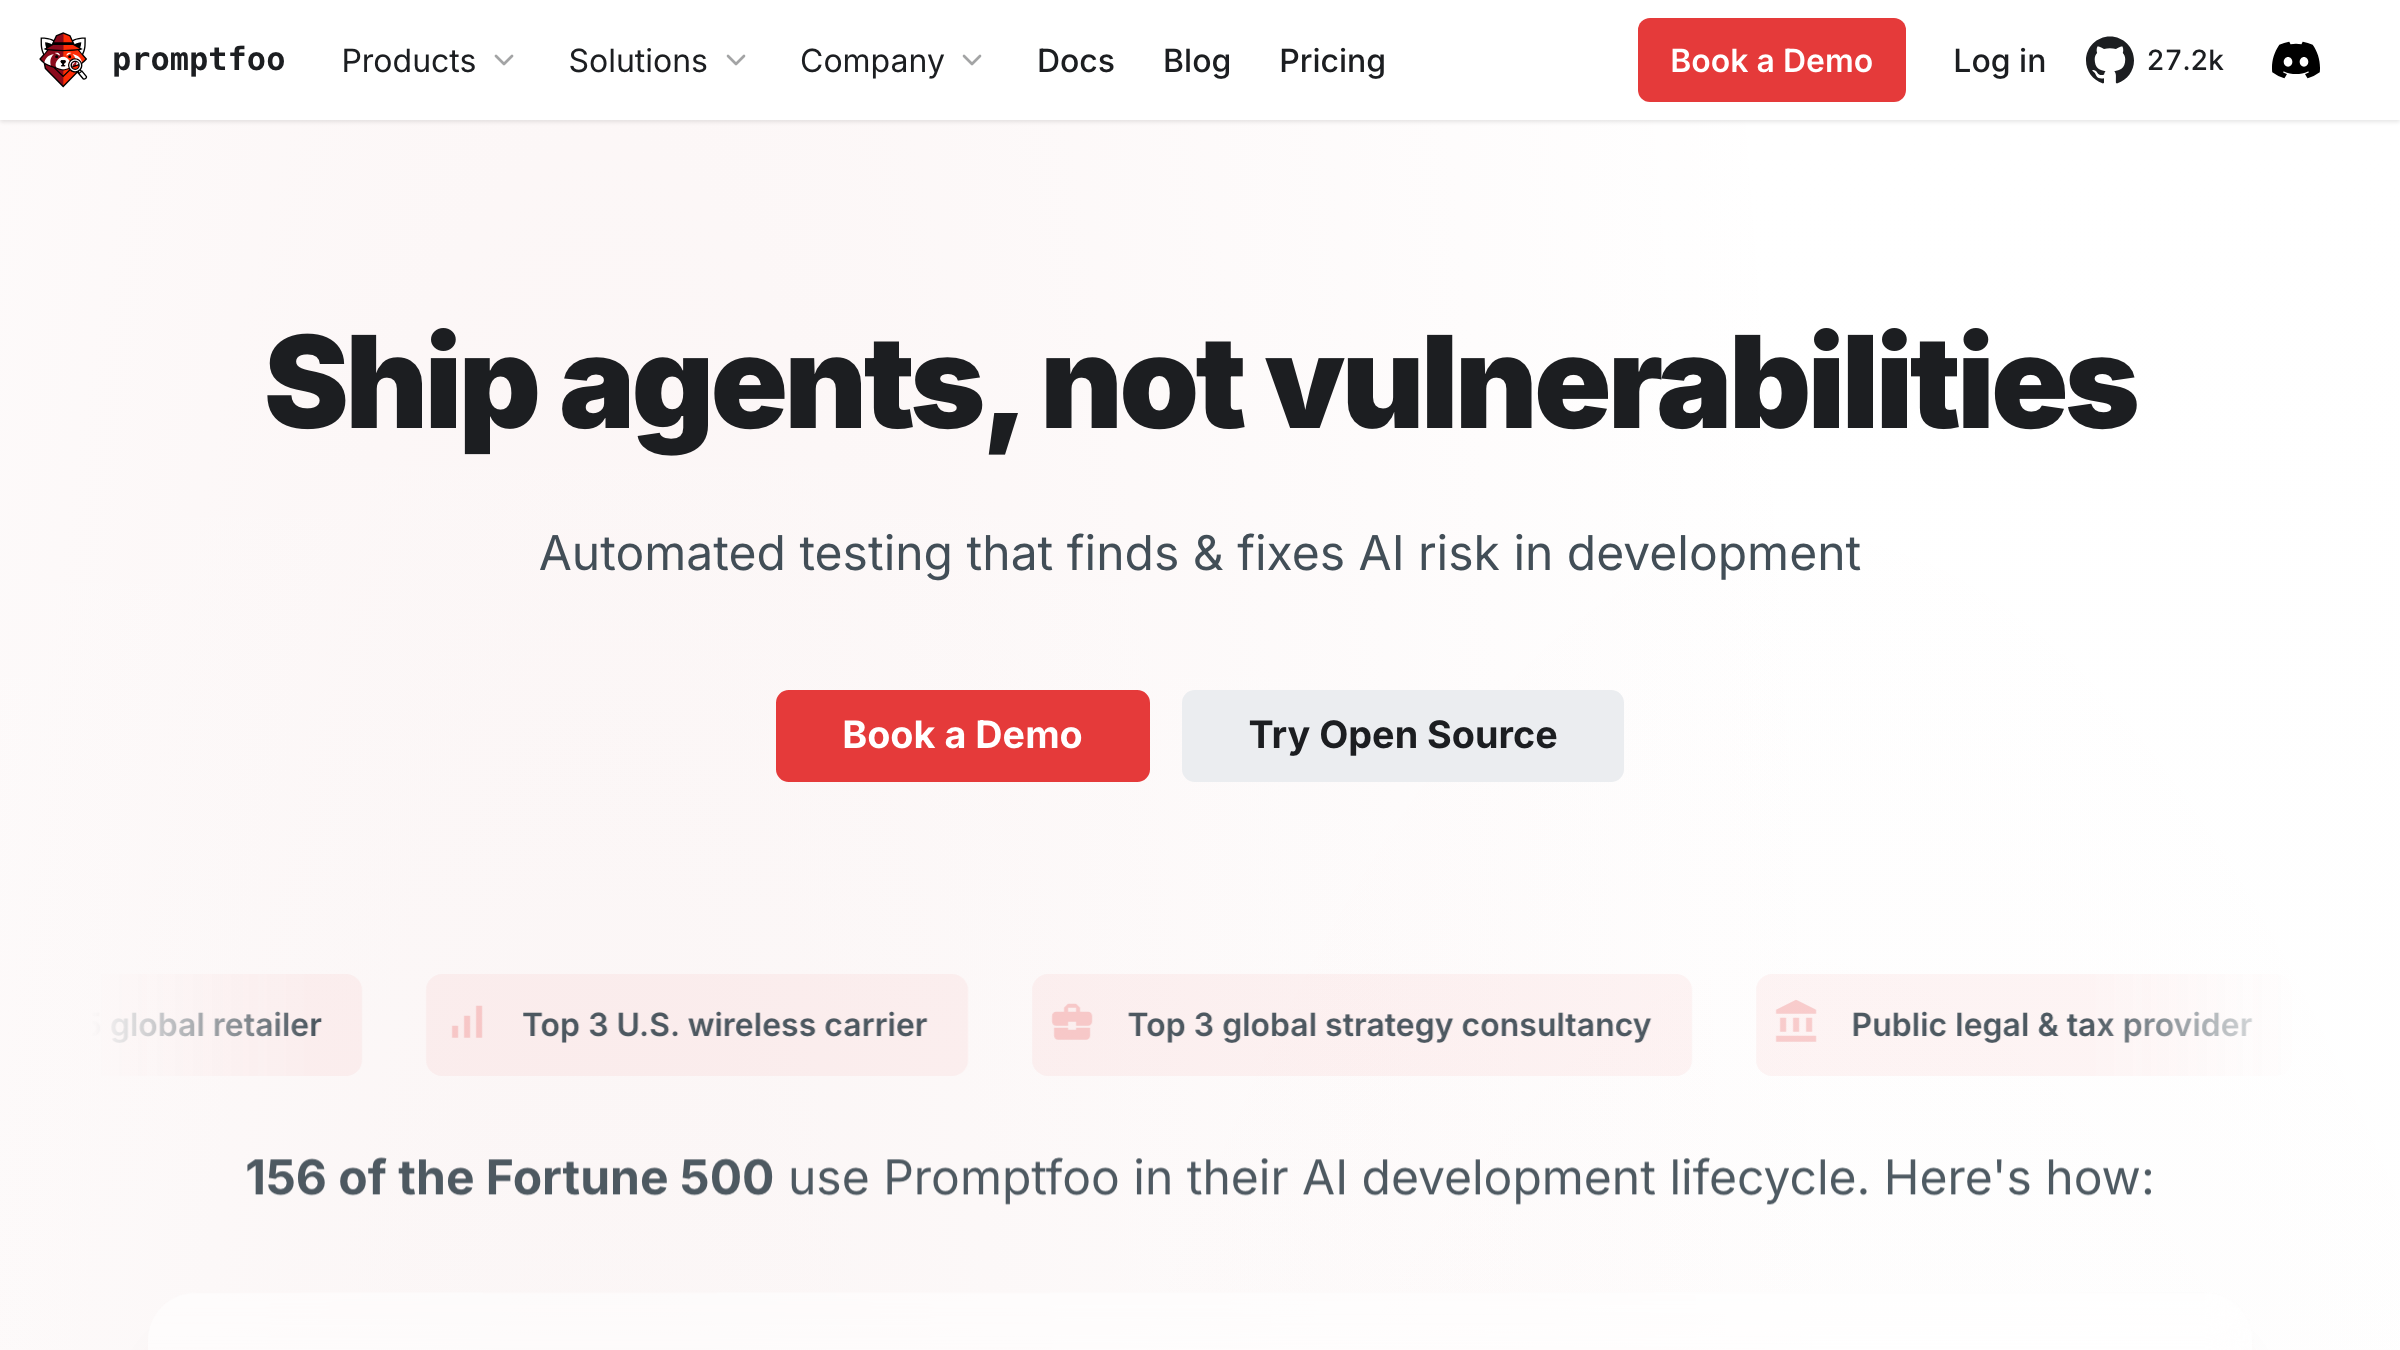 promptfoo Products Solutions Company Docs Blog Pricing Book a Demo Log in 27.2k
Ship agents, not vulnerabilities
Automated testing that finds & fixes AI risk in development
Book a Demo Try Open Source
global retailer Top 3 U.S. wireless carrier Top 3 global strategy consultancy Public legal & tax provider
156 of the Fortune 500 use Promptfoo in their AI development lifecycle. Here's how: